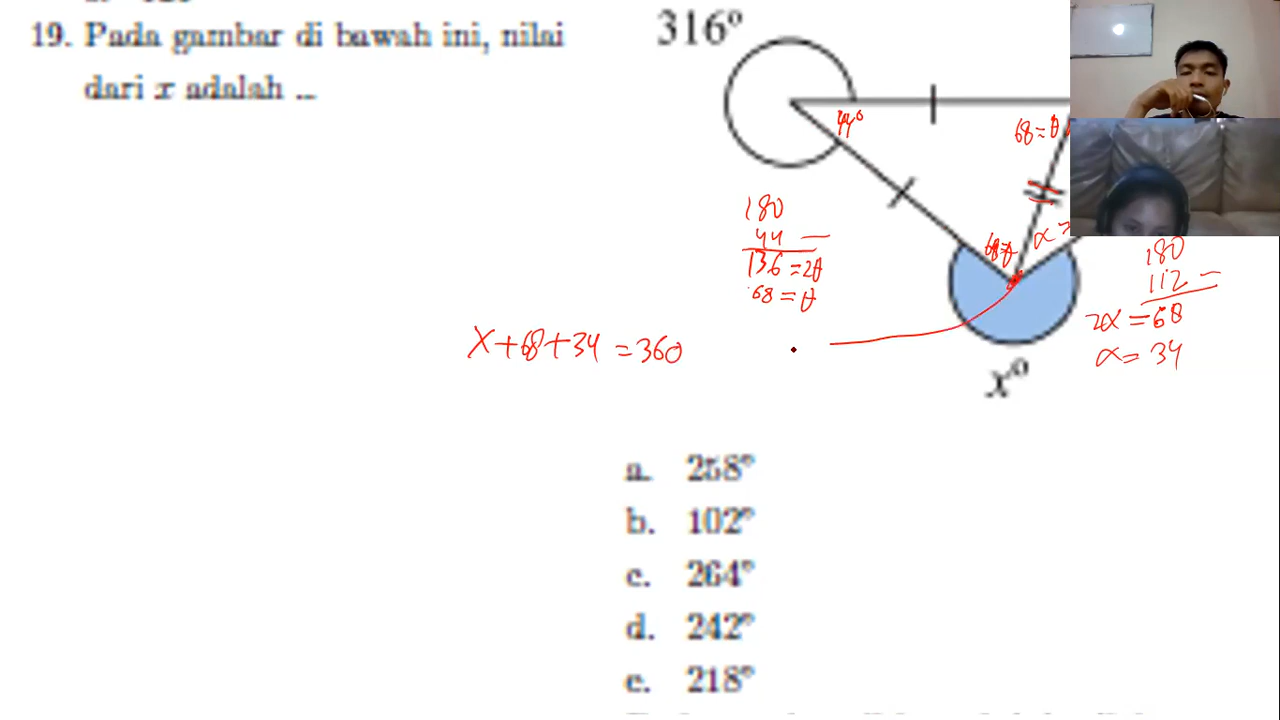 19. Pada gambar di bawah ini, nilai
dari x adalah ...
316°
44°
68=θ
180
44 —
136 = 2θ
68 = θ
68=θ
α=
180
112 —
2α = 68
α = 34
x + 68 + 34 = 360
x°
a. 258°
b. 102°
c. 264°
d. 242°
e. 218°